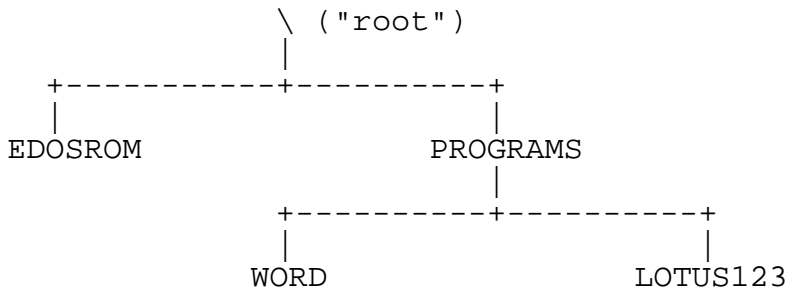 \ ("root")
|
+-----------+----------+
| |
EDOSROM PROGRAMS
|
+----------+----------+
| |
WORD LOTUS123